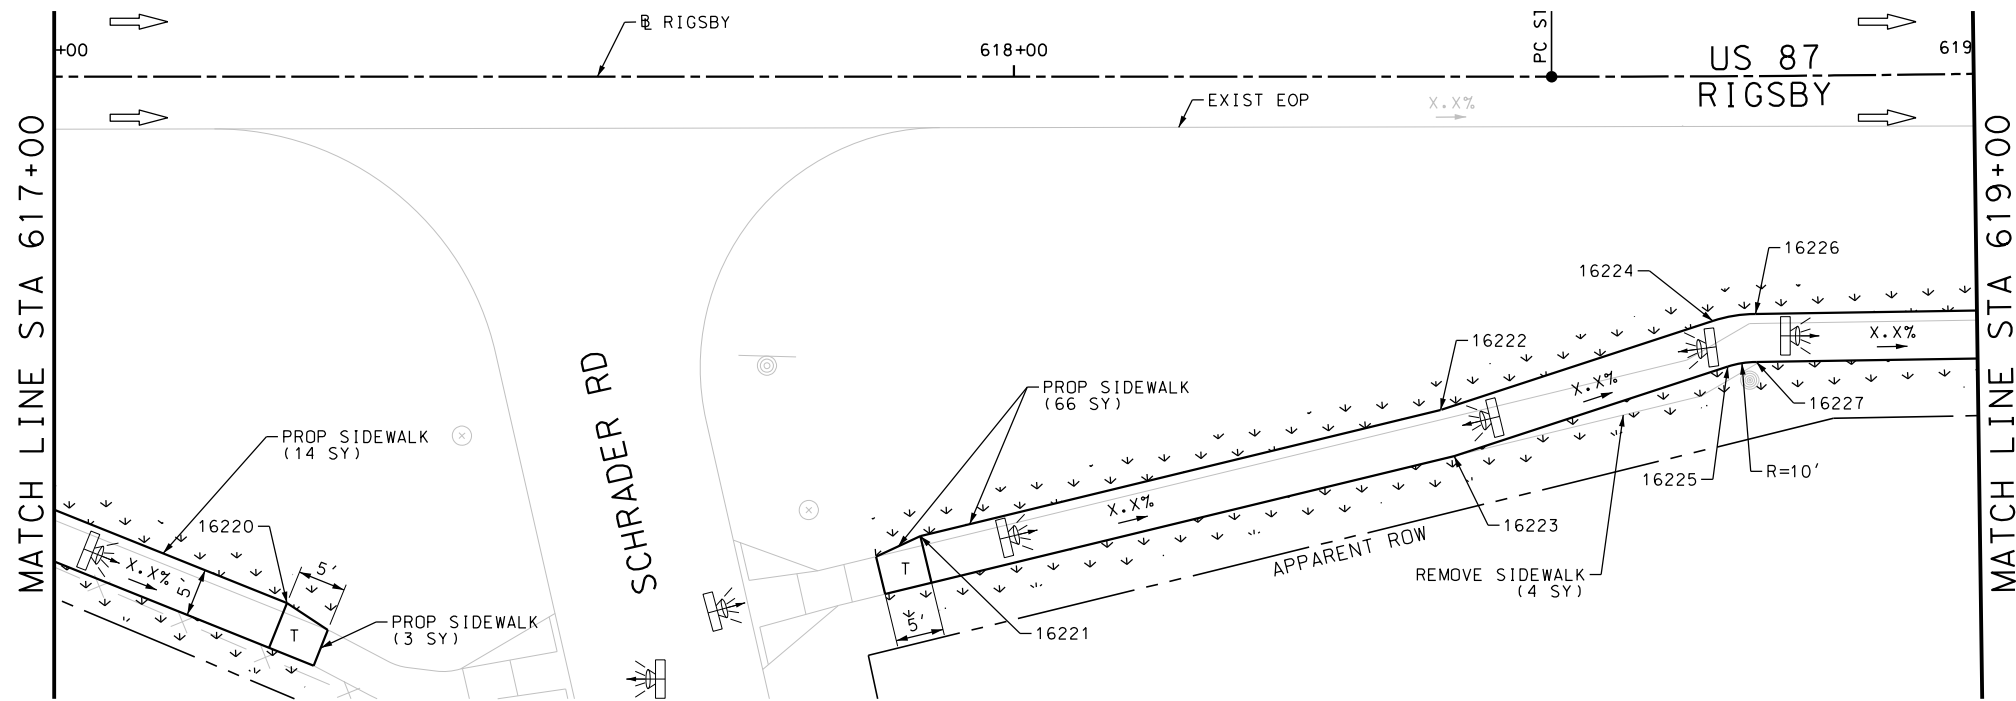 ℄ RIGSBY
+00
618+00
PC ST
619
US 87
RIGSBY
EXIST EOP
X.X%
MATCH LINE STA 617+00
MATCH LINE STA 619+00
16226
16224
16222
X.X%
X.X%
SCHRADER RD
PROP SIDEWALK
(66 SY)
16227
PROP SIDEWALK
(14 SY)
R=10'
16225
X.X%
16220
16223
APPARENT ROW
X.X%
5'
5'
T
REMOVE SIDEWALK
(4 SY)
PROP SIDEWALK
(3 SY)
T
5'
16221